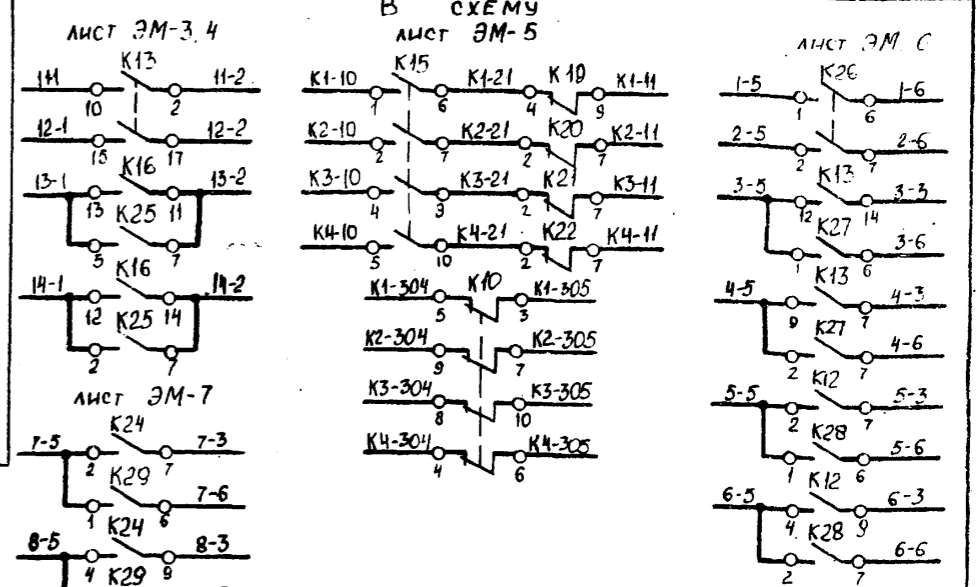 В СХЕМУ
лист ЭМ-3,4
К13
11-1 11-2
10 2
12-1 12-2
15 17
К16
13-1 13-2
13 11
К25
5 7
К16
14-1 14-2
12 14
К25
2 7
лист ЭМ-7
К24
7-5 7-3
2 7
К29
7-6
1 6
К24
8-5 8-3
4 9
К29
лист ЭМ-5
К15 К19
К1-10 К1-21 К1-11
1 6 4 9
К20
К2-10 К2-21 К2-11
2 7 2 7
К21
К3-10 К3-21 К3-11
4 9 2 7
К22
К4-10 К4-21 К4-11
5 10 2 7
К10
К1-304 К1-305
5 3
К2-304 К2-305
9 7
К3-304 К3-305
8 10
К4-304 К4-305
4 6
лист ЭМ 6
К26
1-5 1-6
1 6
2-5 2-6
2 7
К13
3-5 3-3
12 14
К27
3-6
1 6
К13
4-5 4-3
9 7
К27
4-6
2 7
К12
5-5 5-3
2 7
К28
5-6
1 6
К12
6-5 6-3
4 9
К28
6-6
2 7